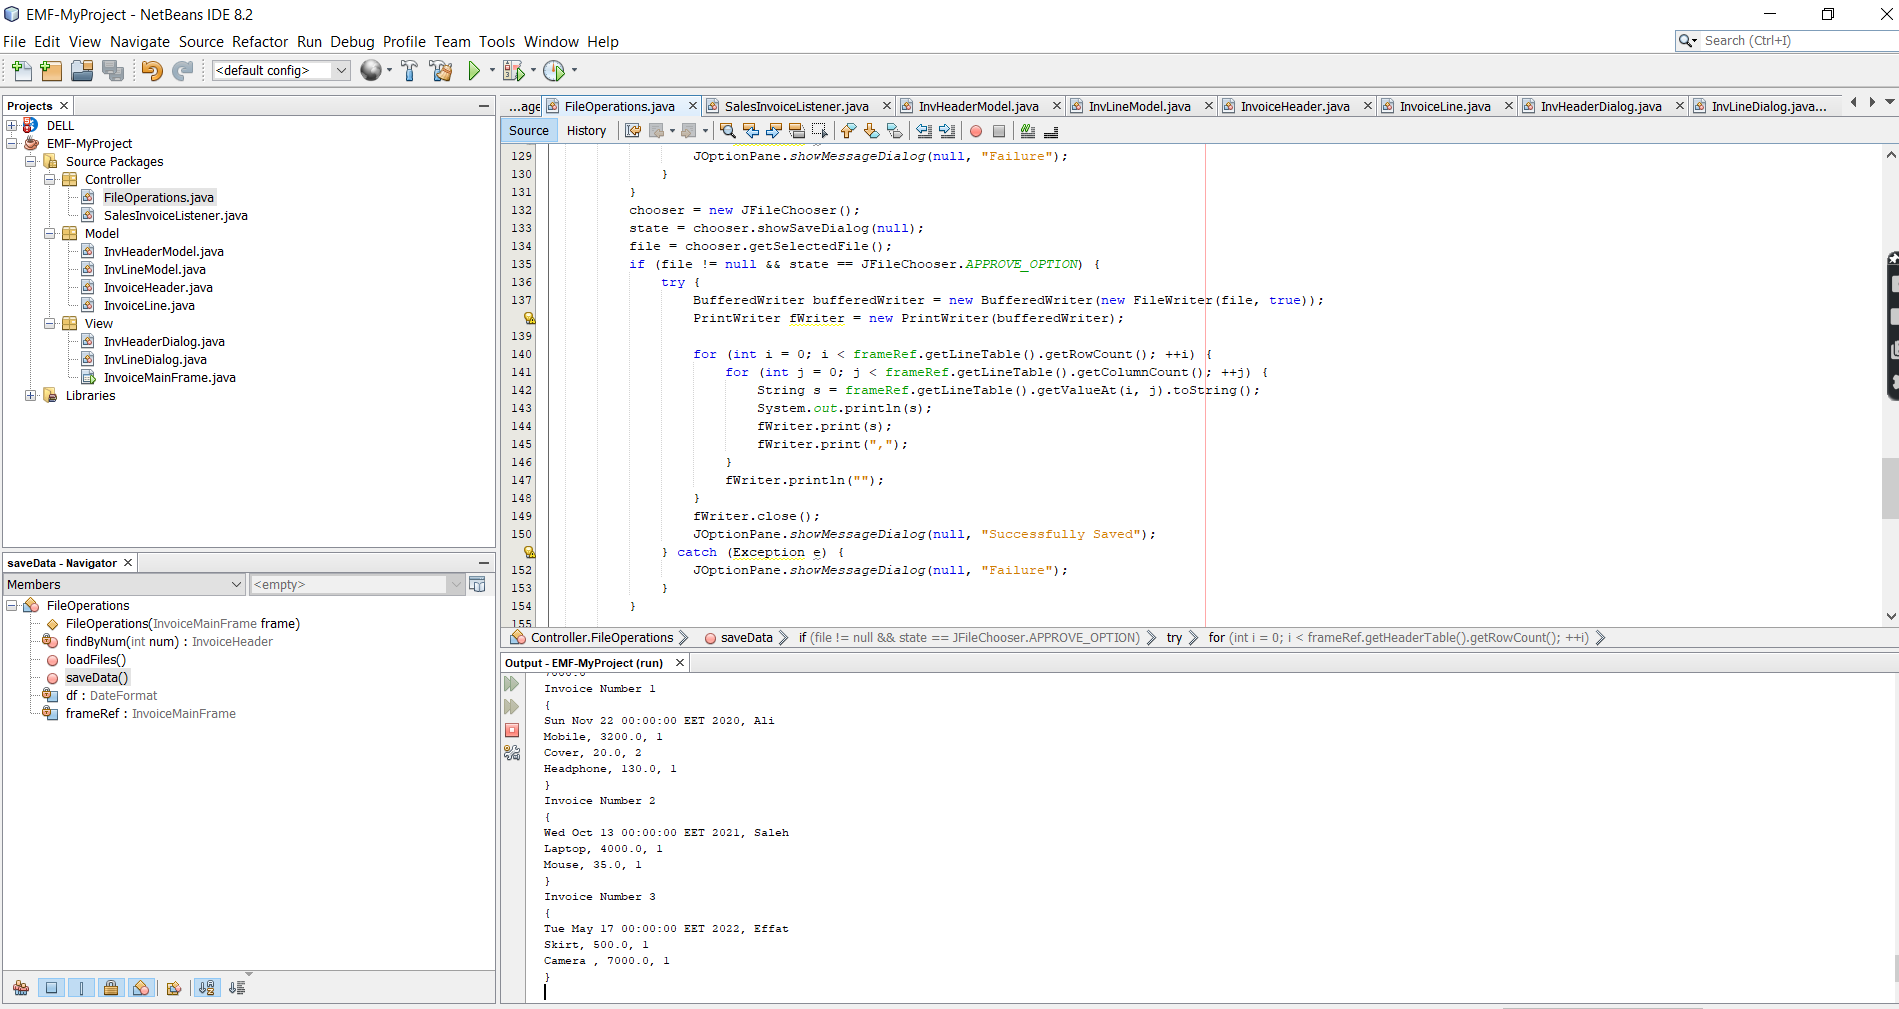 EMF-MyProject - NetBeans IDE 8.2
File Edit View Navigate Source Refactor Run Debug Profile Team Tools Window Help
Search (Ctrl+I)
<default config>
Projects
DELL
EMF-MyProject
Source Packages
Controller
FileOperations.java
SalesInvoiceListener.java
Model
InvHeaderModel.java
InvLineModel.java
InvoiceHeader.java
InvoiceLine.java
View
InvHeaderDialog.java
InvLineDialog.java
InvoiceMainFrame.java
Libraries
saveData - Navigator
Members
<empty>
FileOperations
FileOperations(InvoiceMainFrame frame)
findByNum(int num) : InvoiceHeader
loadFiles()
saveData()
df : DateFormat
frameRef : InvoiceMainFrame
...age FileOperations.java SalesInvoiceListener.java InvHeaderModel.java InvLineModel.java InvoiceHeader.java InvoiceLine.java InvHeaderDialog.java InvLineDialog.java...
Source History
129 JOptionPane.showMessageDialog(null, "Failure");
130 }
131 }
132 chooser = new JFileChooser();
133 state = chooser.showSaveDialog(null);
134 file = chooser.getSelectedFile();
135 if (file != null && state == JFileChooser.APPROVE_OPTION) {
136 try {
137 BufferedWriter bufferedWriter = new BufferedWriter(new FileWriter(file, true));
PrintWriter fWriter = new PrintWriter(bufferedWriter);
139
140 for (int i = 0; i < frameRef.getLineTable().getRowCount(); ++i) {
141 for (int j = 0; j < frameRef.getLineTable().getColumnCount(); ++j) {
142 String s = frameRef.getLineTable().getValueAt(i, j).toString();
143 System.out.println(s);
144 fWriter.print(s);
145 fWriter.print(",");
146 }
147 fWriter.println("");
148 }
149 fWriter.close();
150 JOptionPane.showMessageDialog(null, "Successfully Saved");
} catch (Exception e) {
152 JOptionPane.showMessageDialog(null, "Failure");
153 }
154 }
155
Controller.FileOperations saveData if (file != null && state == JFileChooser.APPROVE_OPTION) try for (int i = 0; i < frameRef.getHeaderTable().getRowCount(); ++i)
Output - EMF-MyProject (run)
7000.0
Invoice Number 1
{
Sun Nov 22 00:00:00 EET 2020, Ali
Mobile, 3200.0, 1
Cover, 20.0, 2
Headphone, 130.0, 1
}
Invoice Number 2
{
Wed Oct 13 00:00:00 EET 2021, Saleh
Laptop, 4000.0, 1
Mouse, 35.0, 1
}
Invoice Number 3
{
Tue May 17 00:00:00 EET 2022, Effat
Skirt, 500.0, 1
Camera , 7000.0, 1
}